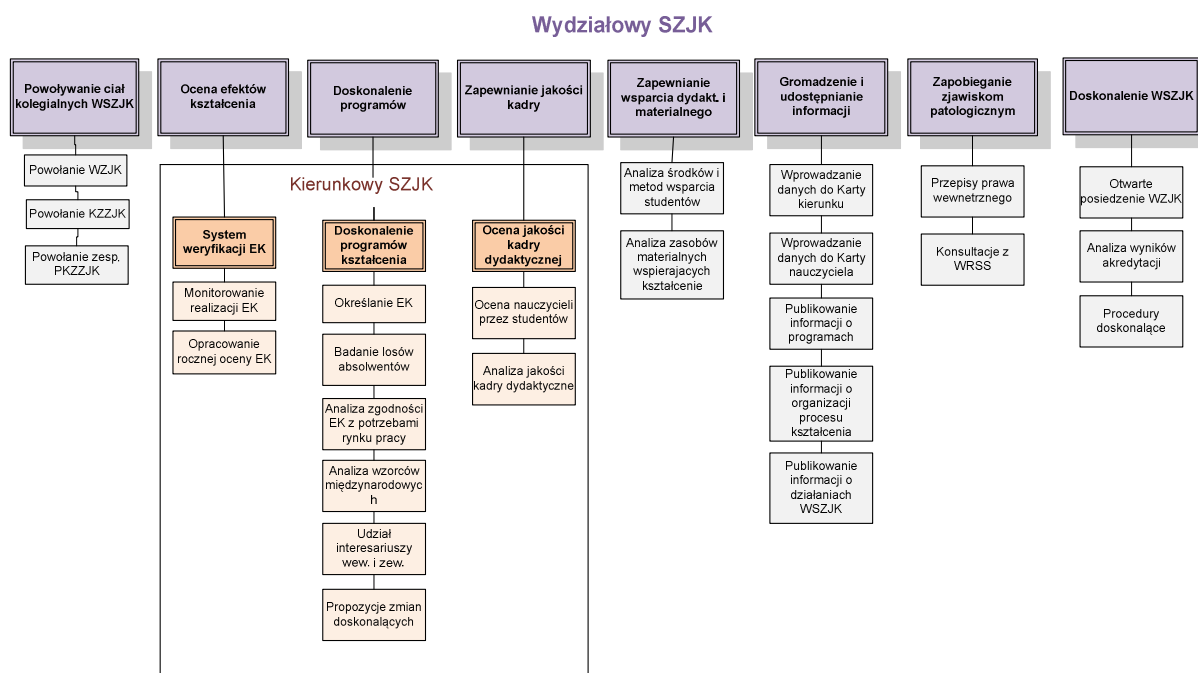 Wydziałowy SZJK
Powoływanie ciał
kolegialnych WSZJK
Ocena efektów
kształcenia
Doskonalenie
programów
Zapewnianie jakości
kadry
Zapewnianie
wsparcia dydakt. i
materialnego
Gromadzenie i
udostępnianie
informacji
Zapobieganie
zjawiskom
patologicznym
Doskonalenie WSZJK
Powołanie WZJK
Powołanie KZZJK
Powołanie zesp.
PKZZJK
Kierunkowy SZJK
System
weryfikacji EK
Monitorowanie
realizacji EK
Opracowanie
rocznej oceny EK
Doskonalenie
programów
kształcenia
Określanie EK
Badanie losów
absolwentów
Analiza zgodności
EK z potrzebami
rynku pracy
Analiza wzorców
międzynarodowyc
h
Udział
interesariuszy
wew. i zew.
Propozycje zmian
doskonalących
Ocena jakości
kadry
dydaktycznej
Ocena nauczycieli
przez studentów
Analiza jakości
kadry dydaktyczne
Analiza środków i
metod wsparcia
studentów
Analiza zasobów
materialnych
wspierajacych
kształcenie
Wprowadzanie
danych do Karty
kierunku
Wprowadzanie
danych do Karty
nauczyciela
Publikowanie
informacji o
programach
Publikowanie
informacji o
organizacji
procesu
kształcenia
Publikowanie
informacji o
działaniach
WSZJK
Przepisy prawa
wewnetrznego
Konsultacje z
WRSS
Otwarte
posiedzenie WZJK
Analiza wyników
akredytacji
Procedury
doskonalące